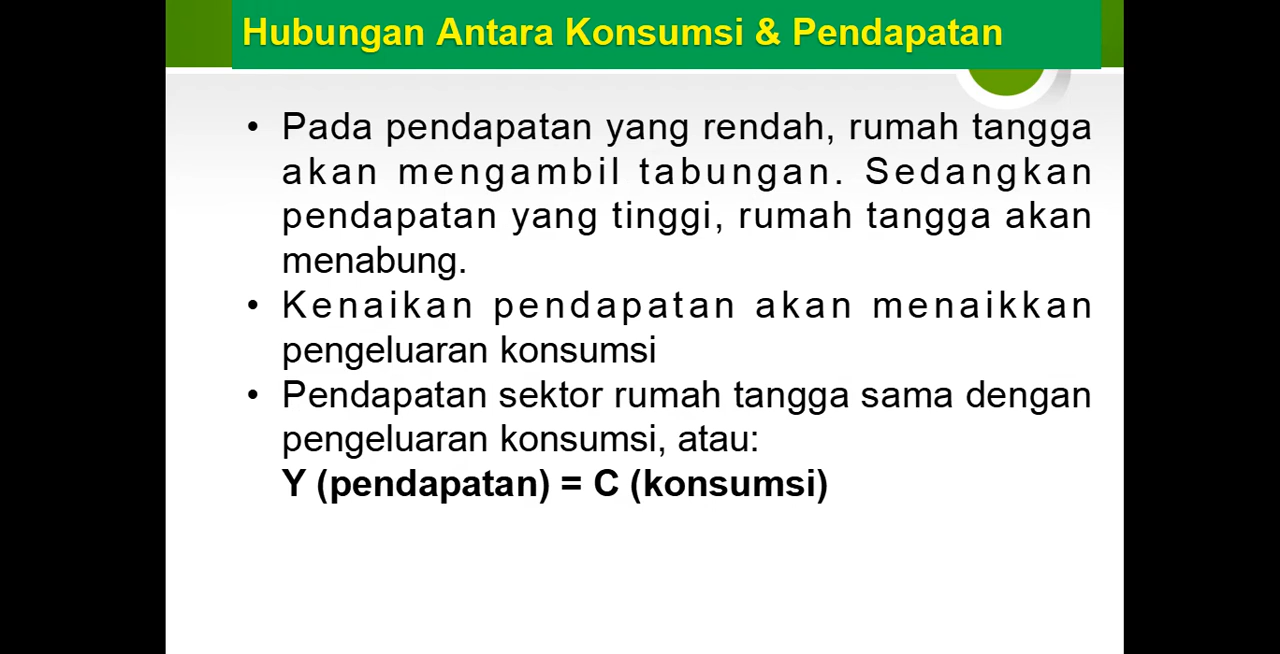 Hubungan Antara Konsumsi & Pendapatan
• Pada pendapatan yang rendah, rumah tangga
akan mengambil tabungan. Sedangkan
pendapatan yang tinggi, rumah tangga akan
menabung.
• Kenaikan pendapatan akan menaikkan
pengeluaran konsumsi
• Pendapatan sektor rumah tangga sama dengan
pengeluaran konsumsi, atau:
Y (pendapatan) = C (konsumsi)